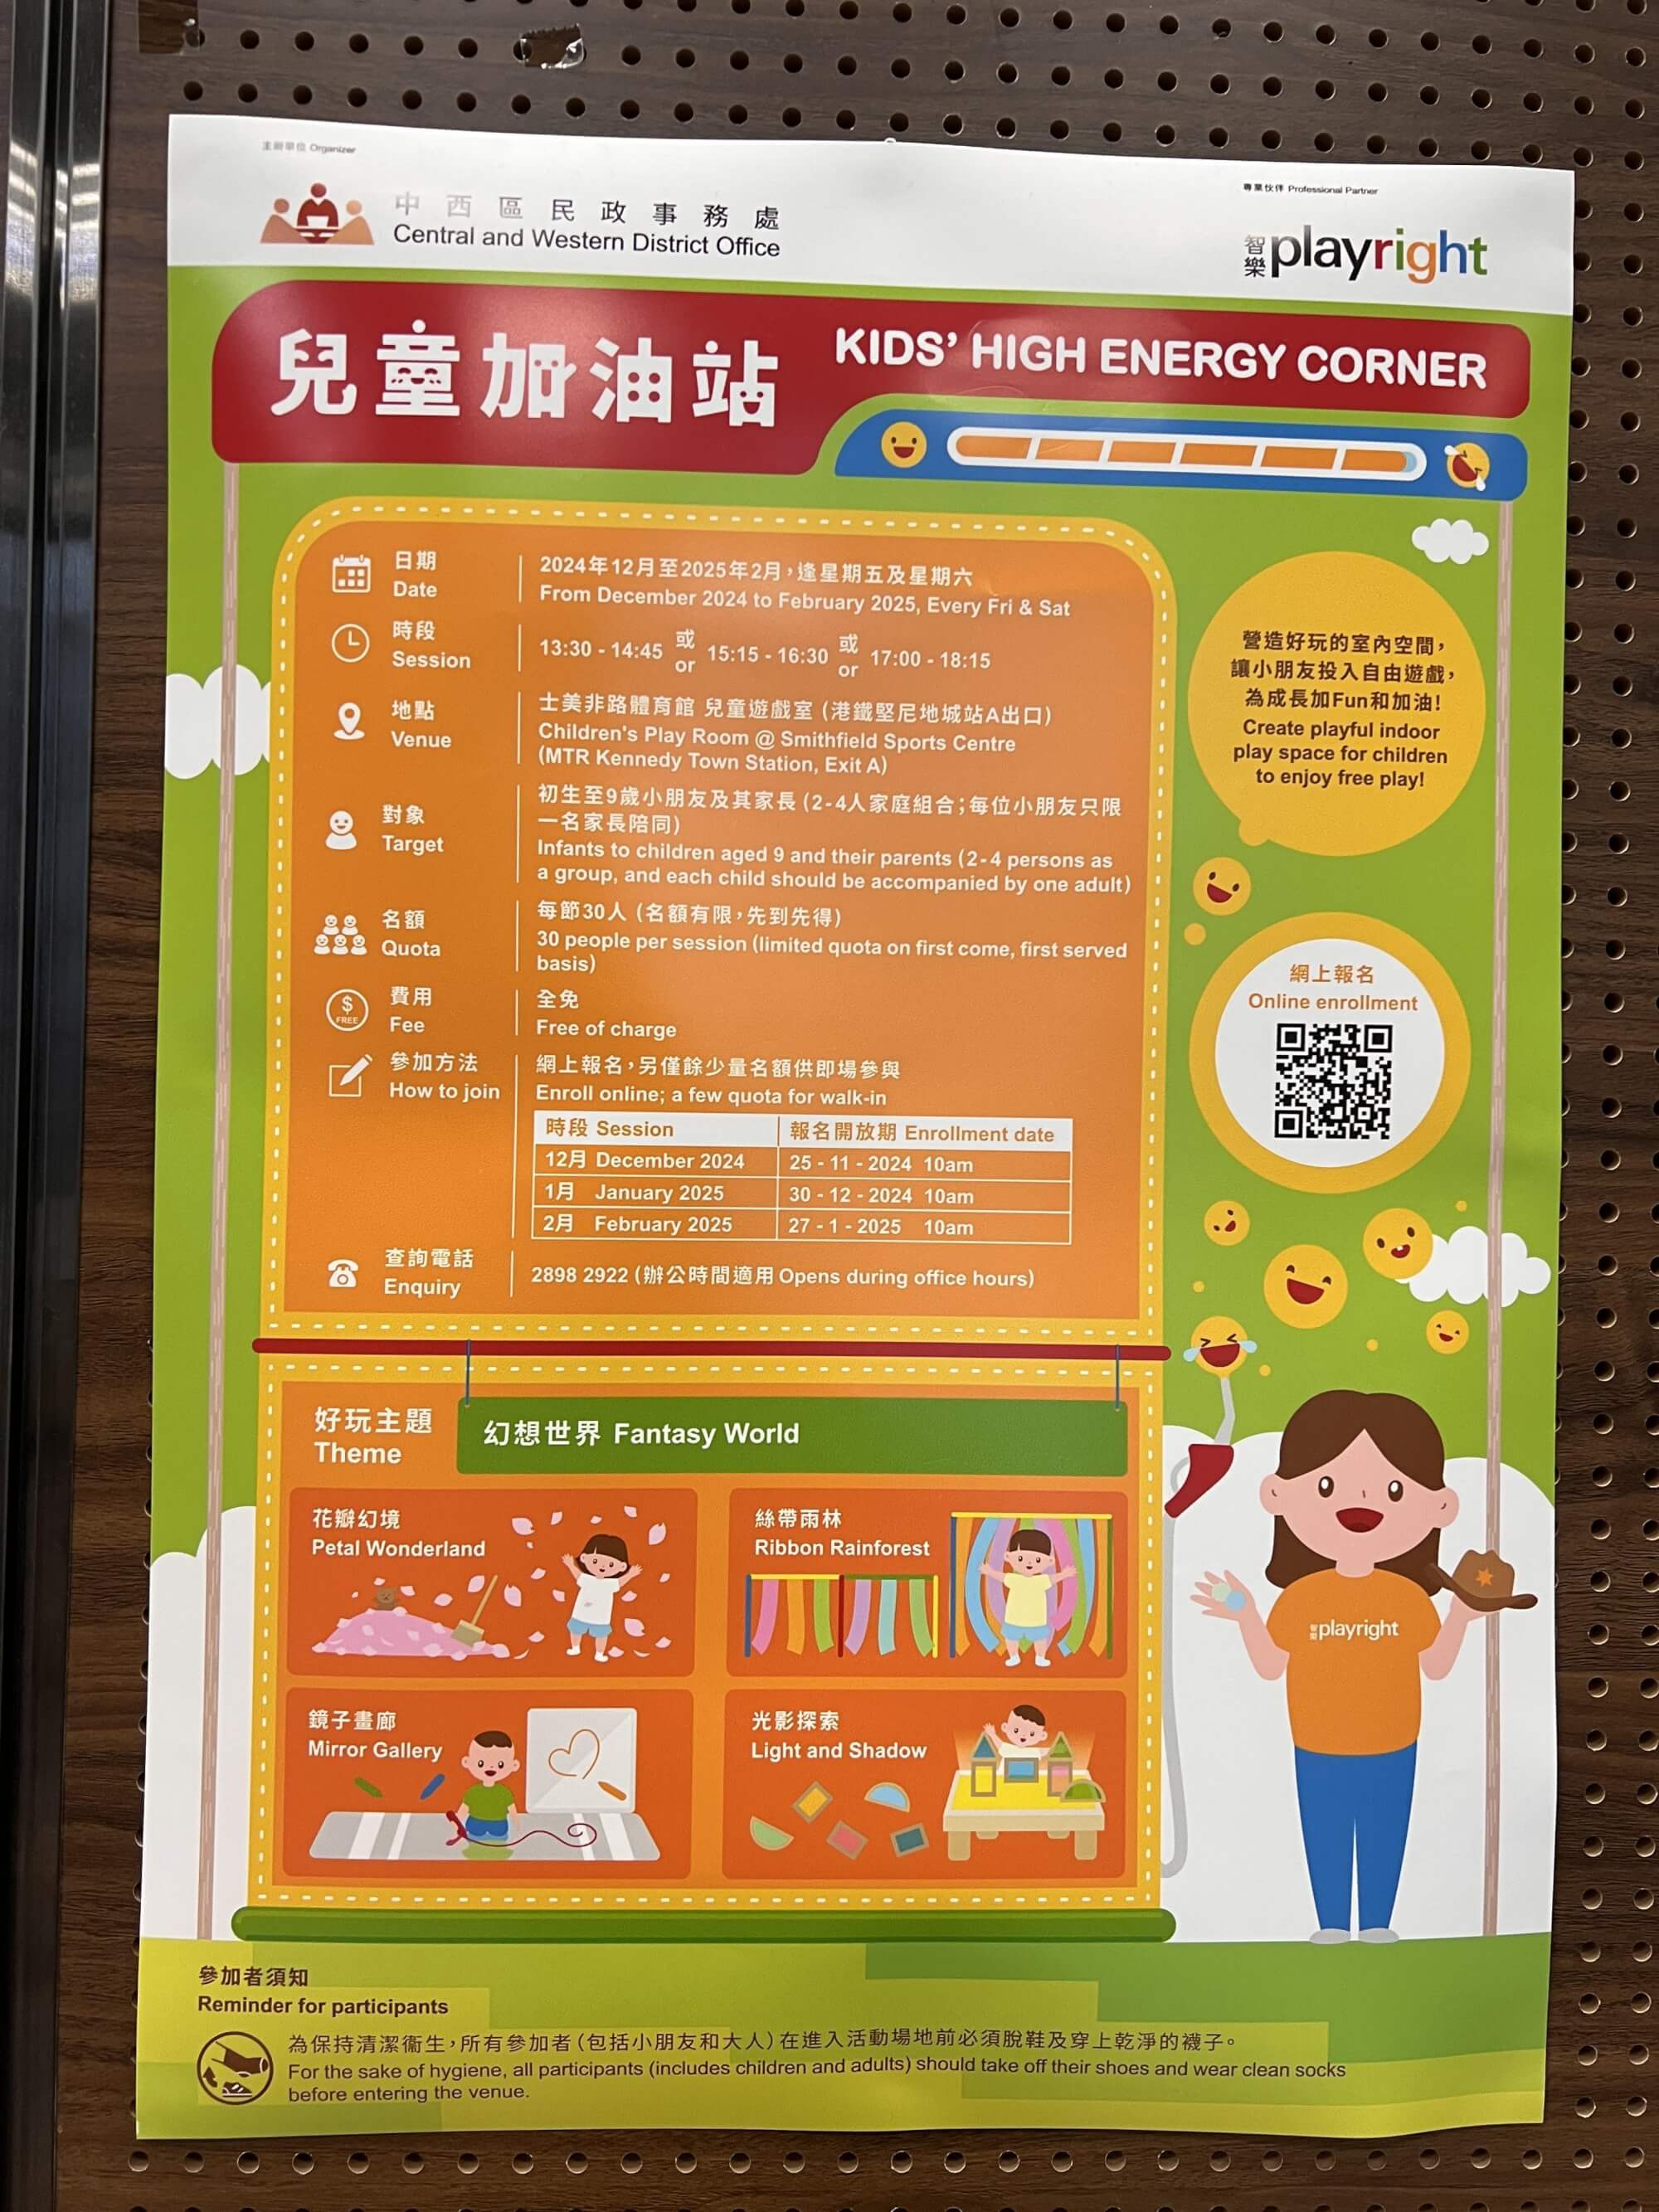 主辦單位 Organizer
中西區民政事務處
Central and Western District Office
專業伙伴 Professional Partner
智樂 playright
兒童加油站
KIDS' HIGH ENERGY CORNER
日期
Date
2024年12月至2025年2月，逢星期五及星期六
From December 2024 to February 2025, Every Fri & Sat
時段
Session
13:30 - 14:45 或 or 15:15 - 16:30 或 or 17:00 - 18:15
地點
Venue
士美非路體育館 兒童遊戲室 (港鐵堅尼地城站A出口)
Children's Play Room @ Smithfield Sports Centre
(MTR Kennedy Town Station, Exit A)
對象
Target
初生至9歲小朋友及其家長 (2-4人家庭組合；每位小朋友只限
一名家長陪同)
Infants to children aged 9 and their parents (2-4 persons as
a group, and each child should be accompanied by one adult)
名額
Quota
每節30人 (名額有限，先到先得)
30 people per session (limited quota on first come, first served
basis)
FREE
費用
Fee
全免
Free of charge
參加方法
How to join
網上報名，另僅餘少量名額供即場參與
Enroll online; a few quota for walk-in
時段 Session 報名開放期 Enrollment date
12月 December 2024 25 - 11 - 2024 10am
1月 January 2025 30 - 12 - 2024 10am
2月 February 2025 27 - 1 - 2025 10am
查詢電話
Enquiry
2898 2922 (辦公時間適用 Opens during office hours)
營造好玩的室內空間，
讓小朋友投入自由遊戲，
為成長加Fun和加油！
Create playful indoor
play space for children
to enjoy free play!
網上報名
Online enrollment
好玩主題
Theme
幻想世界 Fantasy World
花瓣幻境
Petal Wonderland
絲帶雨林
Ribbon Rainforest
鏡子畫廊
Mirror Gallery
光影探索
Light and Shadow
智樂 playright
參加者須知
Reminder for participants
為保持清潔衞生，所有參加者 (包括小朋友和大人) 在進入活動場地前必須脫鞋及穿上乾淨的襪子。
For the sake of hygiene, all participants (includes children and adults) should take off their shoes and wear clean socks
before entering the venue.